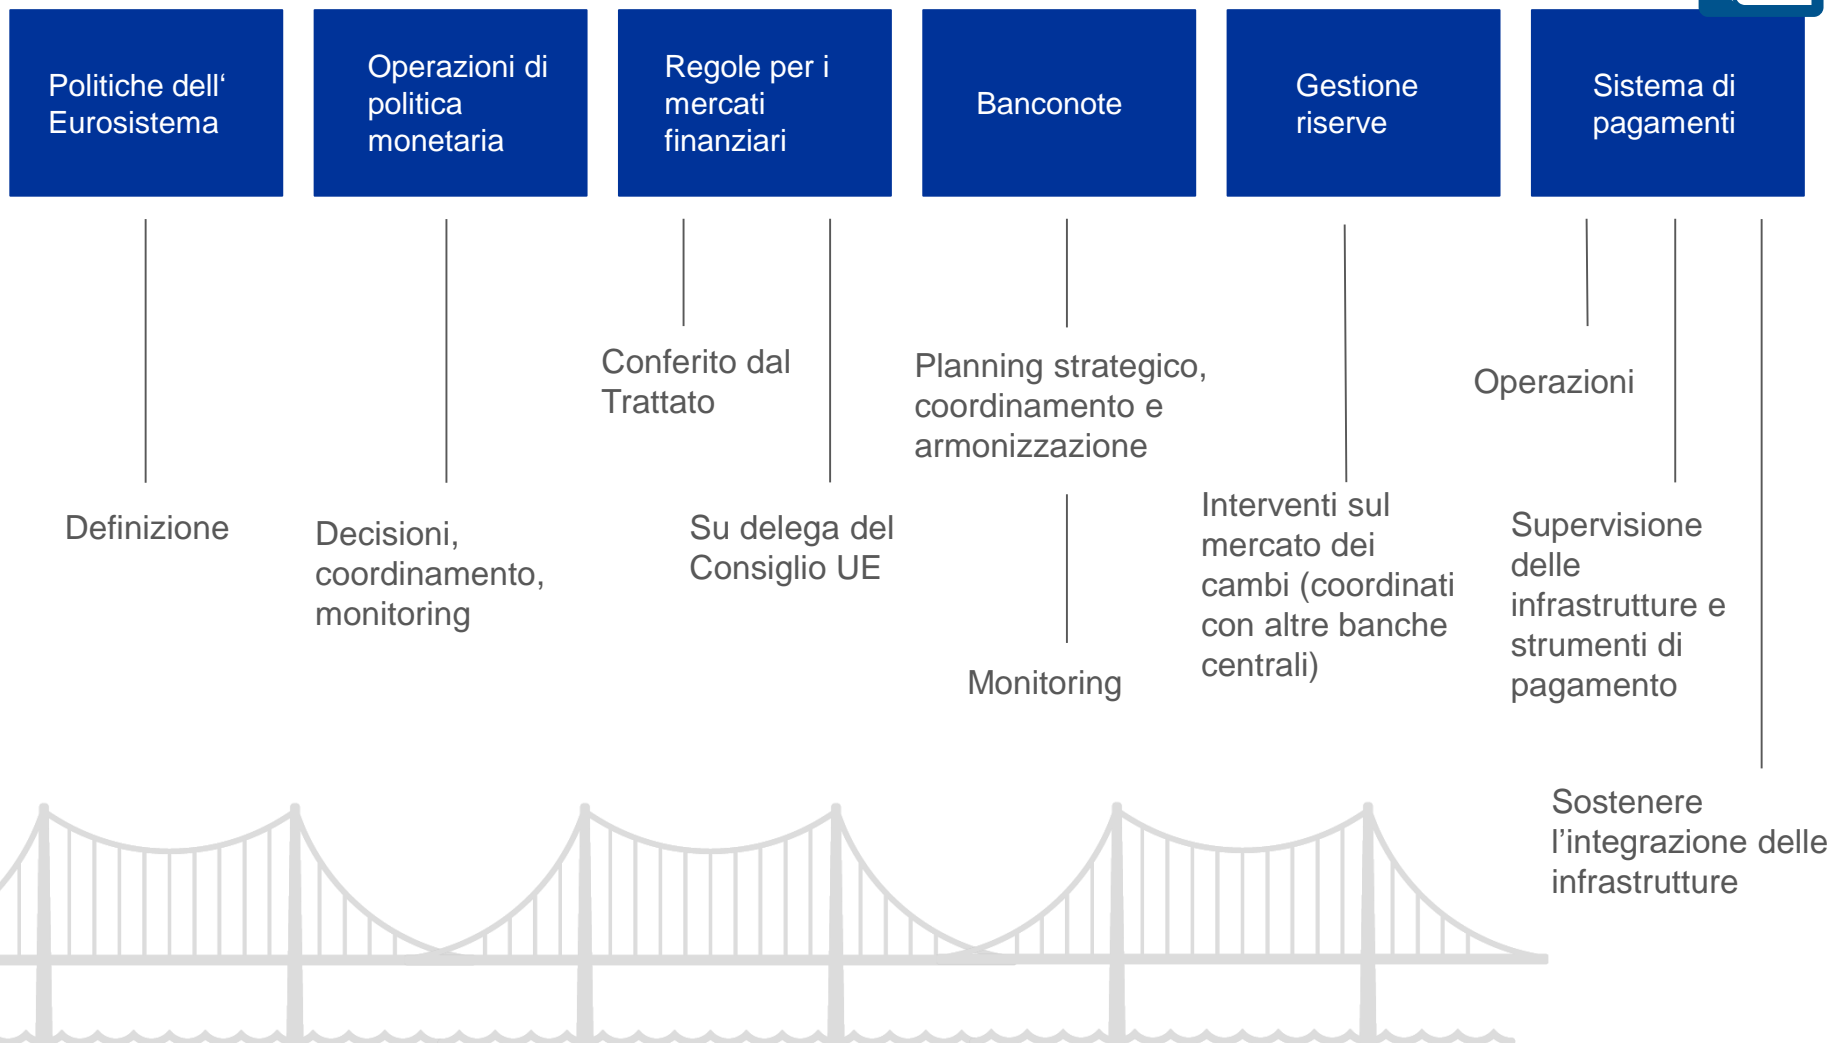 Politiche dell‘
Eurosistema
Operazioni di
politica
monetaria
Regole per i
mercati
finanziari
Banconote
Gestione
riserve
Sistema di
pagamenti
Definizione
Decisioni,
coordinamento,
monitoring
Conferito dal
Trattato
Su delega del
Consiglio UE
Planning strategico,
coordinamento e
armonizzazione
Monitoring
Interventi sul
mercato dei
cambi (coordinati
con altre banche
centrali)
Operazioni
Supervisione
delle
infrastrutture e
strumenti di
pagamento
Sostenere
l’integrazione delle
infrastrutture